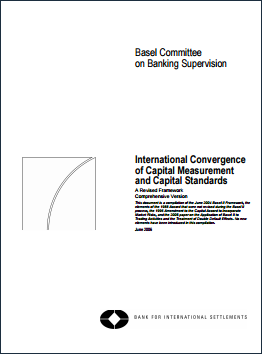 Basel Committee
on Banking Supervision
International Convergence
of Capital Measurement
and Capital Standards
A Revised Framework
Comprehensive Version
This document is a compilation of the June 2004 Basel II Framework, the
elements of the 1988 Accord that were not revised during the Basel II
process, the 1996 Amendment to the Capital Accord to Incorporate
Market Risks, and the 2005 paper on the Application of Basel II to
Trading Activities and the Treatment of Double Default Effects. No new
elements have been introduced in this compilation.
June 2006
BANK FOR INTERNATIONAL SETTLEMENTS